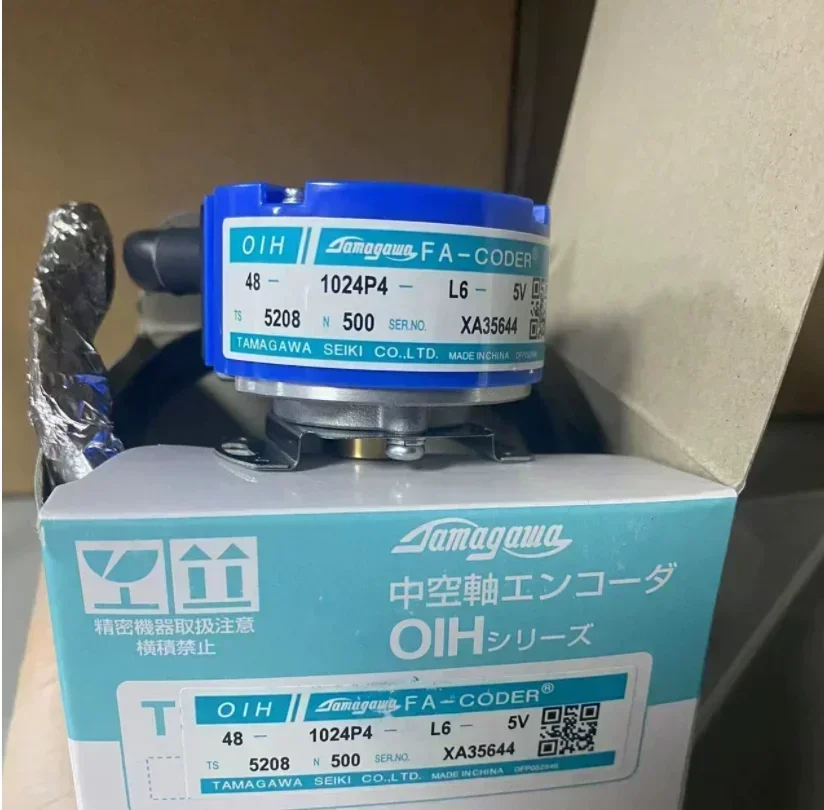 OIH Tamagawa FA-CODER®
48 - 1024P4 - L6 - 5V
TS 5208 N 500 SER.NO. XA35644
TAMAGAWA SEIKI CO.,LTD. MADE IN CHINA
Tamagawa
中空軸エンコーダ
OIHシリーズ
精密機器取扱注意
横積禁止
T
OIH Tamagawa FA-CODER®
48 - 1024P4 - L6 - 5V
TS 5208 N 500 SER.NO. XA35644
TAMAGAWA SEIKI CO.,LTD. MADE IN CHINA